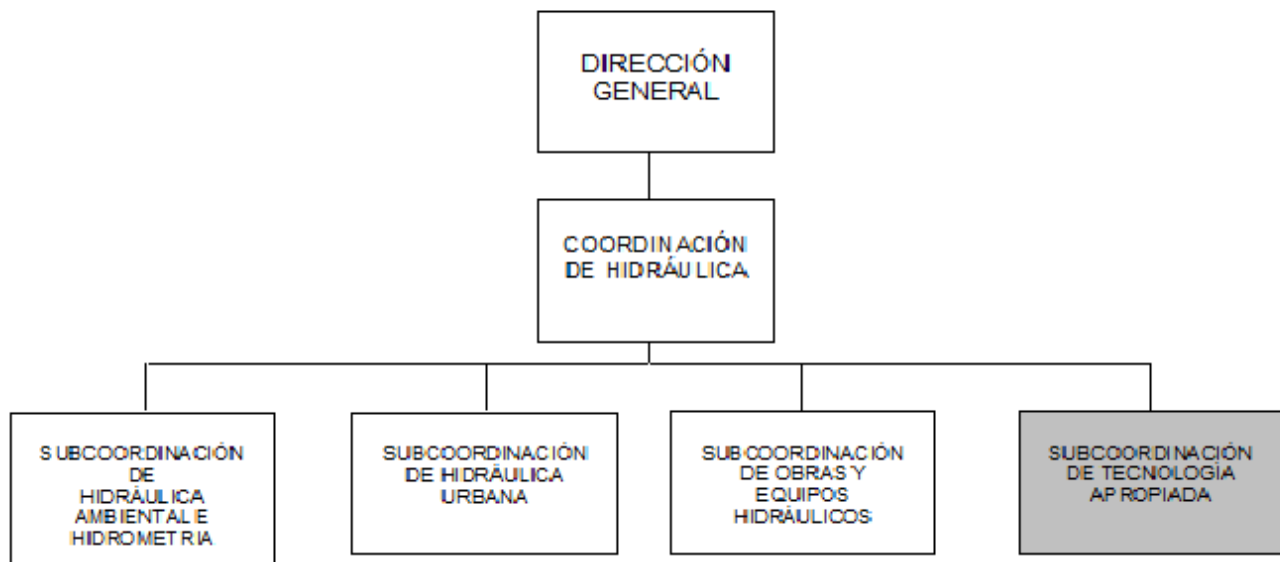 DIRECCIÓN
GENERAL
COORDINACIÓN
DE HIDRÁULICA
SUBCOORDINACIÓN
DE
HIDRÁULICA
AMBIENTAL E
HIDROMETRIA
SUBCOORDINACIÓN
DE HIDRÁULICA
URBANA
SUBCOORDINACIÓN
DE OBRAS Y
EQUIPOS
HIDRÁULICOS
SUBCOORDINACIÓN
DE TECNOLOGÍA
APROPIADA